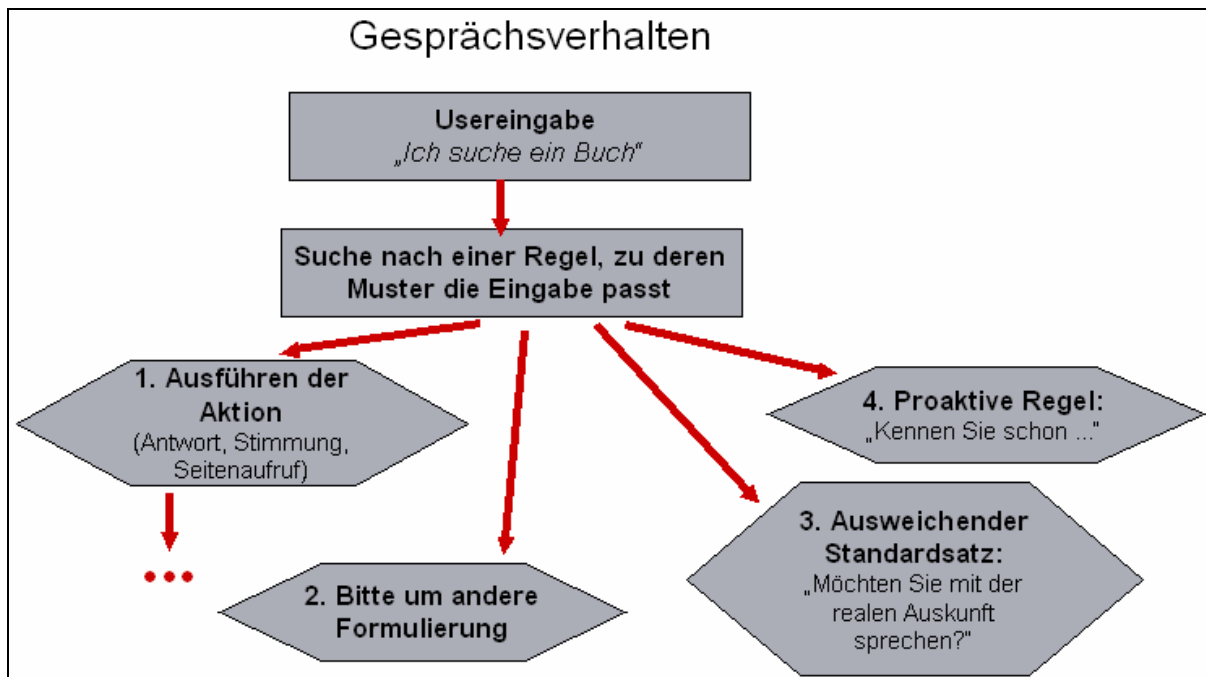 Gesprächsverhalten
Usereingabe
„Ich suche ein Buch“
Suche nach einer Regel, zu deren
Muster die Eingabe passt
1. Ausführen der
Aktion
(Antwort, Stimmung,
Seitenaufruf)
2. Bitte um andere
Formulierung
3. Ausweichender
Standardsatz:
„Möchten Sie mit der
realen Auskunft
sprechen?“
4. Proaktive Regel:
„Kennen Sie schon ...“